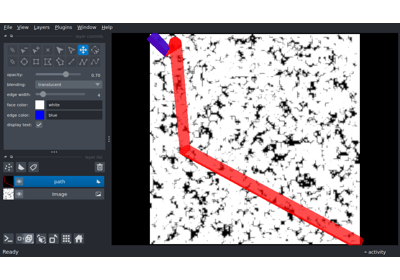 File View Layers Plugins Window Help
opacity: 0.70
blending: translucent
edge width:
face color: white
edge color: blue
display text:
path
Image
Ready
activity